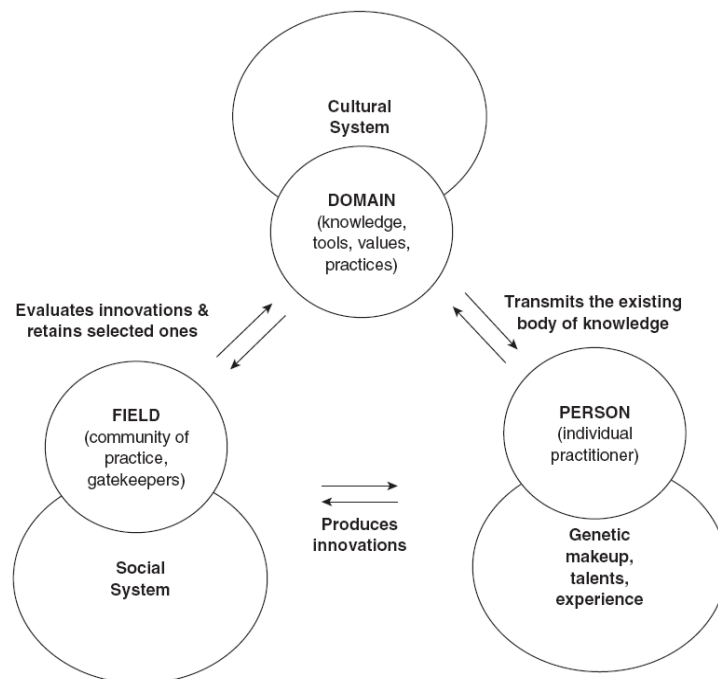 Cultural
System
DOMAIN
(knowledge,
tools, values,
practices)
Evaluates innovations &
retains selected ones
Transmits the existing
body of knowledge
FIELD
(community of
practice,
gatekeepers)
PERSON
(individual
practitioner)
Produces
innovations
Social
System
Genetic
makeup,
talents,
experience